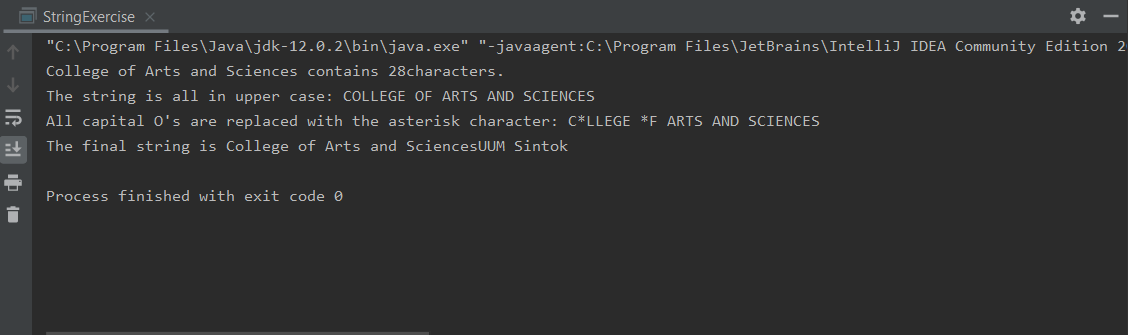 StringExercise
"C:\Program Files\Java\jdk-12.0.2\bin\java.exe" "-javaagent:C:\Program Files\JetBrains\IntelliJ IDEA Community Edition 2
College of Arts and Sciences contains 28characters.
The string is all in upper case: COLLEGE OF ARTS AND SCIENCES
All capital O's are replaced with the asterisk character: C*LLEGE *F ARTS AND SCIENCES
The final string is College of Arts and SciencesUUM Sintok
Process finished with exit code 0